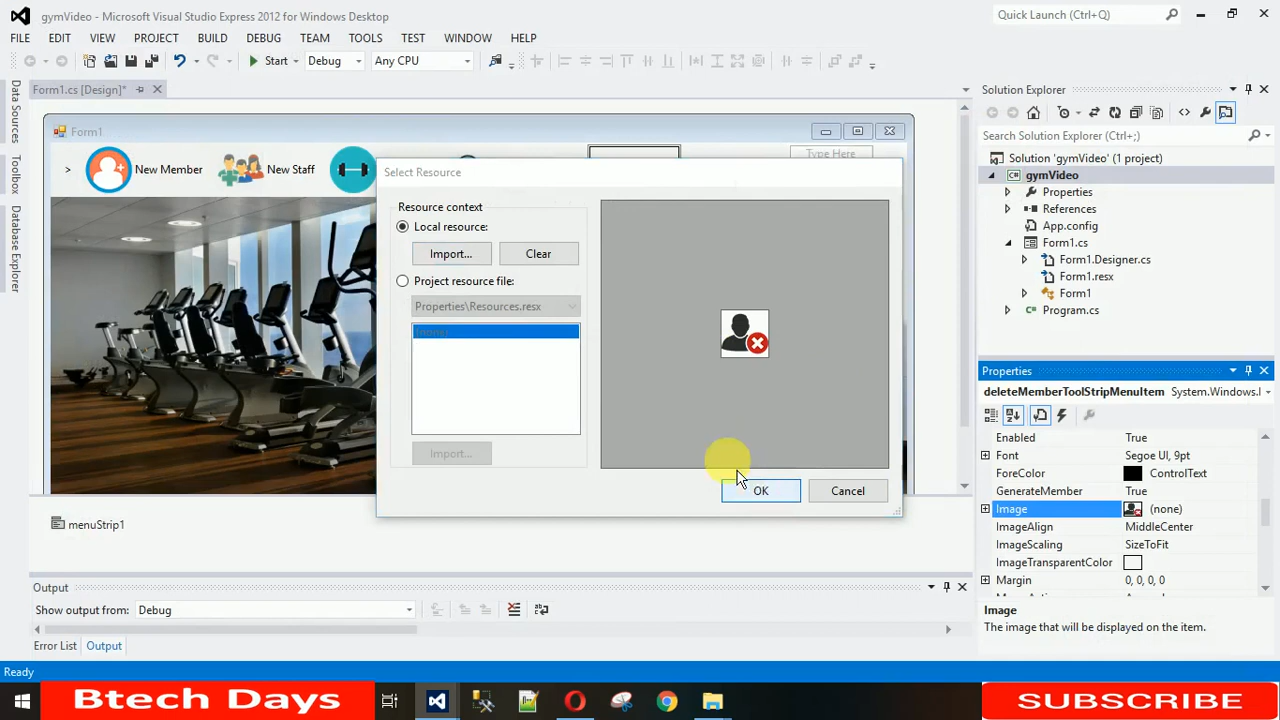 gymVideo - Microsoft Visual Studio Express 2012 for Windows Desktop
Quick Launch (Ctrl+Q)
FILE EDIT VIEW PROJECT BUILD DEBUG TEAM TOOLS TEST WINDOW HELP
Start Debug Any CPU
Data Sources
Toolbox
Database Explorer
Form1.cs [Design]*
Form1
> New Member New Staff
Type Here
Select Resource
Resource context
Local resource:
Import... Clear
Project resource file:
Properties\Resources.resx
(none)
Import...
OK Cancel
menuStrip1
Output
Show output from: Debug
Error List Output
Solution Explorer
Search Solution Explorer (Ctrl+;)
Solution 'gymVideo' (1 project)
gymVideo
Properties
References
App.config
Form1.cs
Form1.Designer.cs
Form1.resx
Form1
Program.cs
Properties
deleteMemberToolStripMenuItem System.Windows.I
Enabled True
Font Segoe UI, 9pt
ForeColor ControlText
GenerateMember True
Image (none)
ImageAlign MiddleCenter
ImageScaling SizeToFit
ImageTransparentColor
Margin 0, 0, 0, 0
Image
The image that will be displayed on the item.
Ready
Btech Days
SUBSCRIBE